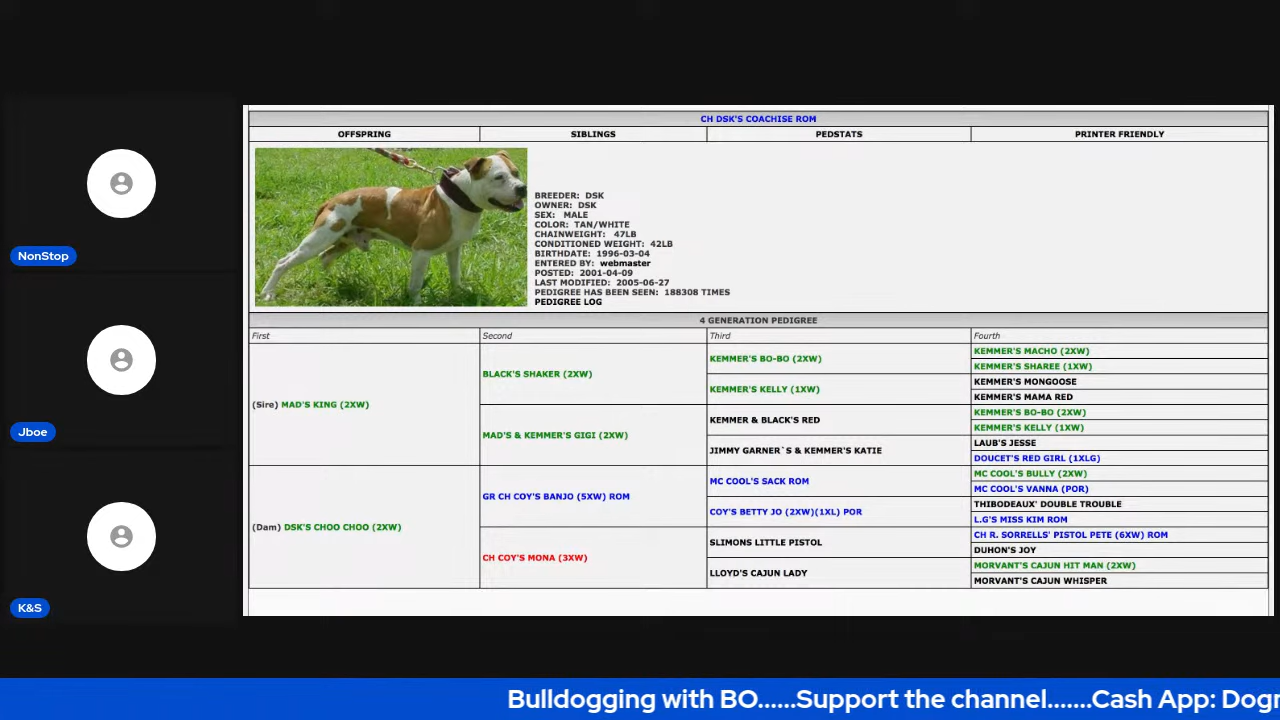 CH DSK'S COACHISE ROM
OFFSPRING SIBLINGS PEDSTATS PRINTER FRIENDLY
BREEDER: DSK
OWNER: DSK
SEX: MALE
COLOR: TAN/WHITE
CHAINWEIGHT: 47LB
CONDITIONED WEIGHT: 42LB
BIRTHDATE: 1996-03-04
ENTERED BY: webmaster
POSTED: 2001-04-09
LAST MODIFIED: 2005-06-27
PEDIGREE HAS BEEN SEEN: 188308 TIMES
PEDIGREE LOG
4 GENERATION PEDIGREE
First Second Third Fourth
(Sire) MAD'S KING (2XW)
(Dam) DSK'S CHOO CHOO (2XW)
BLACK'S SHAKER (2XW)
MAD'S & KEMMER'S GIGI (2XW)
GR CH COY'S BANJO (5XW) ROM
CH COY'S MONA (3XW)
KEMMER'S BO-BO (2XW)
KEMMER'S KELLY (1XW)
KEMMER & BLACK'S RED
JIMMY GARNER`S & KEMMER'S KATIE
MC COOL'S SACK ROM
COY'S BETTY JO (2XW)(1XL) POR
SLIMONS LITTLE PISTOL
LLOYD'S CAJUN LADY
KEMMER'S MACHO (2XW)
KEMMER'S SHAREE (1XW)
KEMMER'S MONGOOSE
KEMMER'S MAMA RED
KEMMER'S BO-BO (2XW)
KEMMER'S KELLY (1XW)
LAUB'S JESSE
DOUCET'S RED GIRL (1XLG)
MC COOL'S BULLY (2XW)
MC COOL'S VANNA (POR)
THIBODEAUX' DOUBLE TROUBLE
L.G'S MISS KIM ROM
CH R. SORRELLS' PISTOL PETE (6XW) ROM
DUHON'S JOY
MORVANT'S CAJUN HIT MAN (2XW)
MORVANT'S CAJUN WHISPER
NonStop
Jboe
K&S
Bulldogging with BO......Support the channel.......Cash App: Dogr